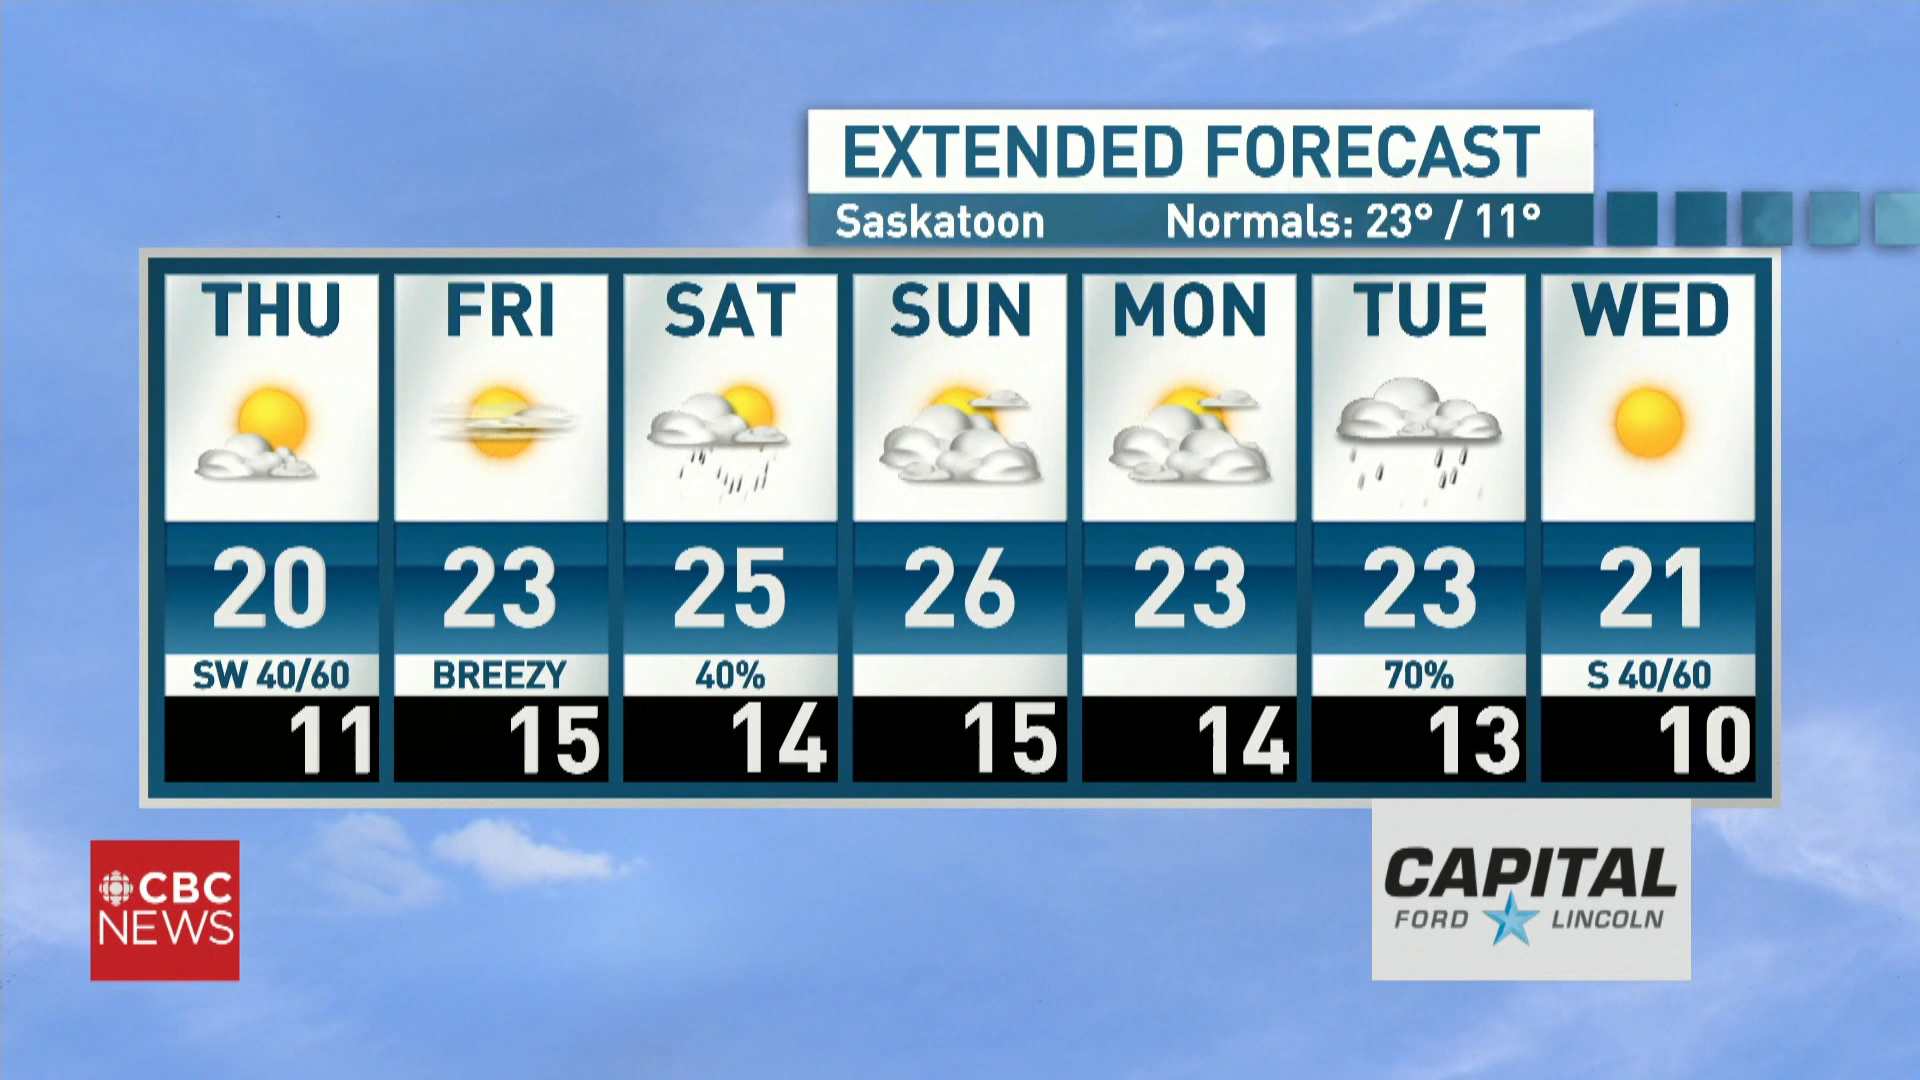 EXTENDED FORECAST
Saskatoon Normals: 23° / 11°
THU FRI SAT SUN MON TUE WED
20 23 25 26 23 23 21
SW 40/60 BREEZY 40% 70% S 40/60
11 15 14 15 14 13 10
CBC
NEWS
CAPITAL
FORD LINCOLN